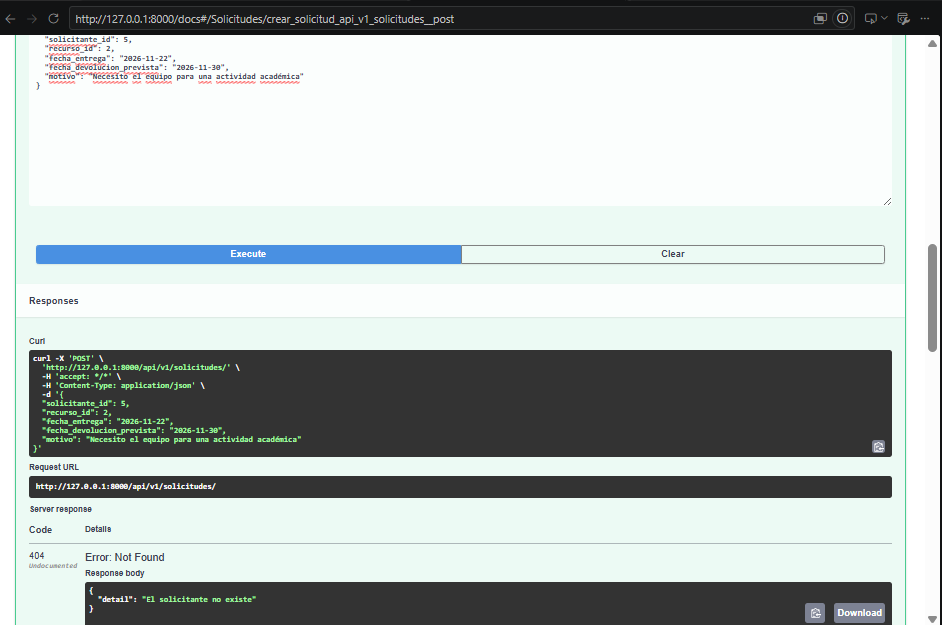 http://127.0.0.1:8000/docs#/Solicitudes/crear_solicitud_api_v1_solicitudes__post
"solicitante_id": 5,
"recurso_id": 2,
"fecha_entrega": "2026-11-22",
"fecha_devolucion_prevista": "2026-11-30",
"motivo": "Necesito el equipo para una actividad académica"
}
Execute
Clear
Responses
Curl
curl -X 'POST' \
'http://127.0.0.1:8000/api/v1/solicitudes/' \
-H 'accept: */*' \
-H 'Content-Type: application/json' \
-d '{
"solicitante_id": 5,
"recurso_id": 2,
"fecha_entrega": "2026-11-22",
"fecha_devolucion_prevista": "2026-11-30",
"motivo": "Necesito el equipo para una actividad académica"
}'
Request URL
http://127.0.0.1:8000/api/v1/solicitudes/
Server response
Code Details
404 Error: Not Found
Undocumented
Response body
{
"detail": "El solicitante no existe"
}
Download